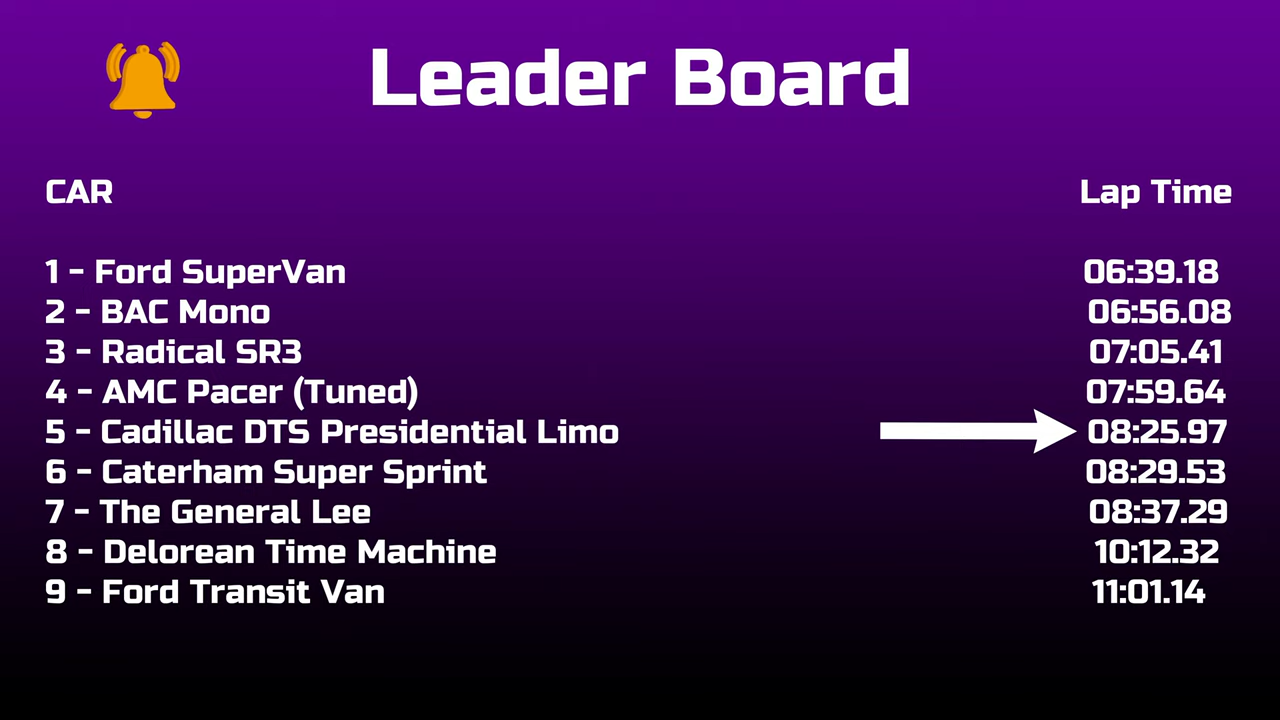 Leader Board
CAR Lap Time
1 - Ford SuperVan 06:39.18
2 - BAC Mono 06:56.08
3 - Radical SR3 07:05.41
4 - AMC Pacer (Tuned) 07:59.64
5 - Cadillac DTS Presidential Limo 08:25.97
6 - Caterham Super Sprint 08:29.53
7 - The General Lee 08:37.29
8 - Delorean Time Machine 10:12.32
9 - Ford Transit Van 11:01.14